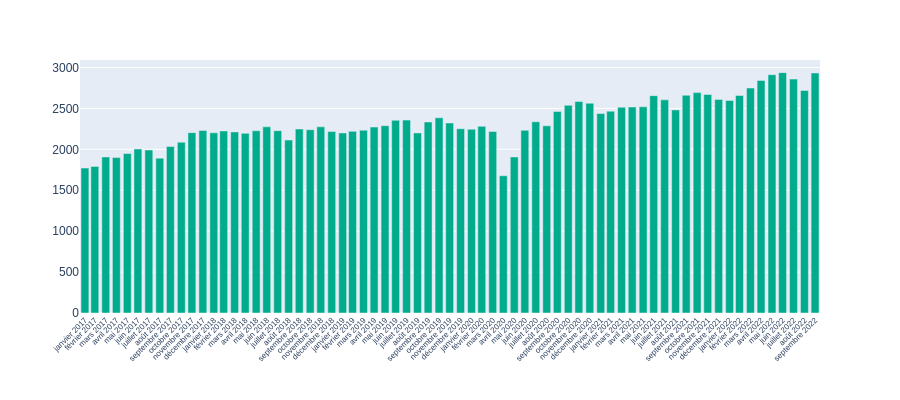 3000
2500
2000
1500
1000
500
0
janvier 2017
février 2017
mars 2017
avril 2017
mai 2017
juin 2017
juillet 2017
août 2017
septembre 2017
octobre 2017
novembre 2017
décembre 2017
janvier 2018
février 2018
mars 2018
avril 2018
mai 2018
juin 2018
juillet 2018
août 2018
septembre 2018
octobre 2018
novembre 2018
décembre 2018
janvier 2019
février 2019
mars 2019
avril 2019
mai 2019
juin 2019
juillet 2019
août 2019
septembre 2019
octobre 2019
novembre 2019
décembre 2019
janvier 2020
février 2020
mars 2020
avril 2020
mai 2020
juin 2020
juillet 2020
août 2020
septembre 2020
octobre 2020
novembre 2020
décembre 2020
janvier 2021
février 2021
mars 2021
avril 2021
mai 2021
juin 2021
juillet 2021
août 2021
septembre 2021
octobre 2021
novembre 2021
décembre 2021
janvier 2022
février 2022
mars 2022
avril 2022
mai 2022
juin 2022
juillet 2022
août 2022
septembre 2022